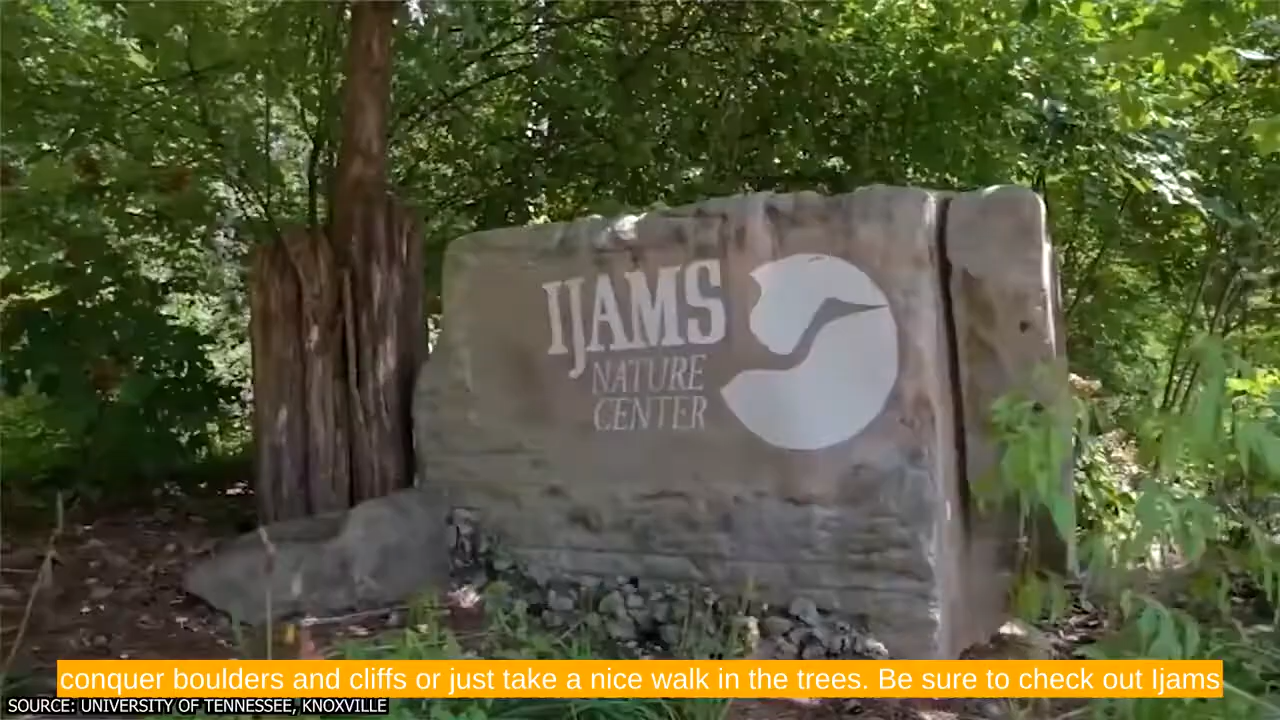 IJAMS
NATURE
CENTER
conquer boulders and cliffs or just take a nice walk in the trees. Be sure to check out Ijams
SOURCE: UNIVERSITY OF TENNESSEE, KNOXVILLE